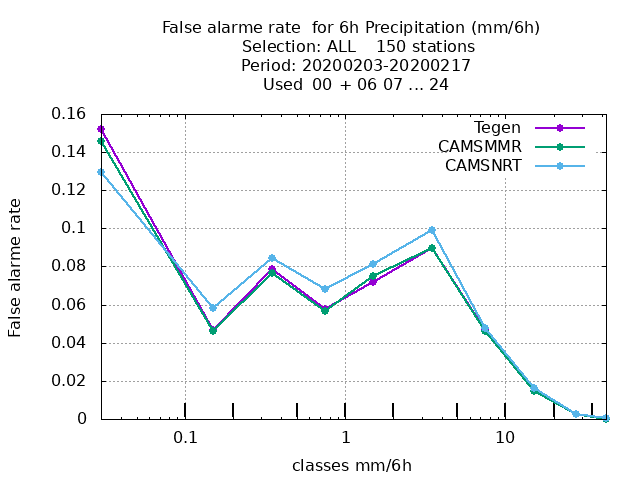 False alarme rate  for 6h Precipitation (mm/6h)
Selection: ALL    150 stations
Period: 20200203-20200217
Used  00  + 06 07 ... 24
Tegen
CAMSMMR
CAMSNRT
0.16
0.14
0.12
0.1
0.08
0.06
0.04
0.02
0
False alarme rate
0.1
1
10
classes mm/6h